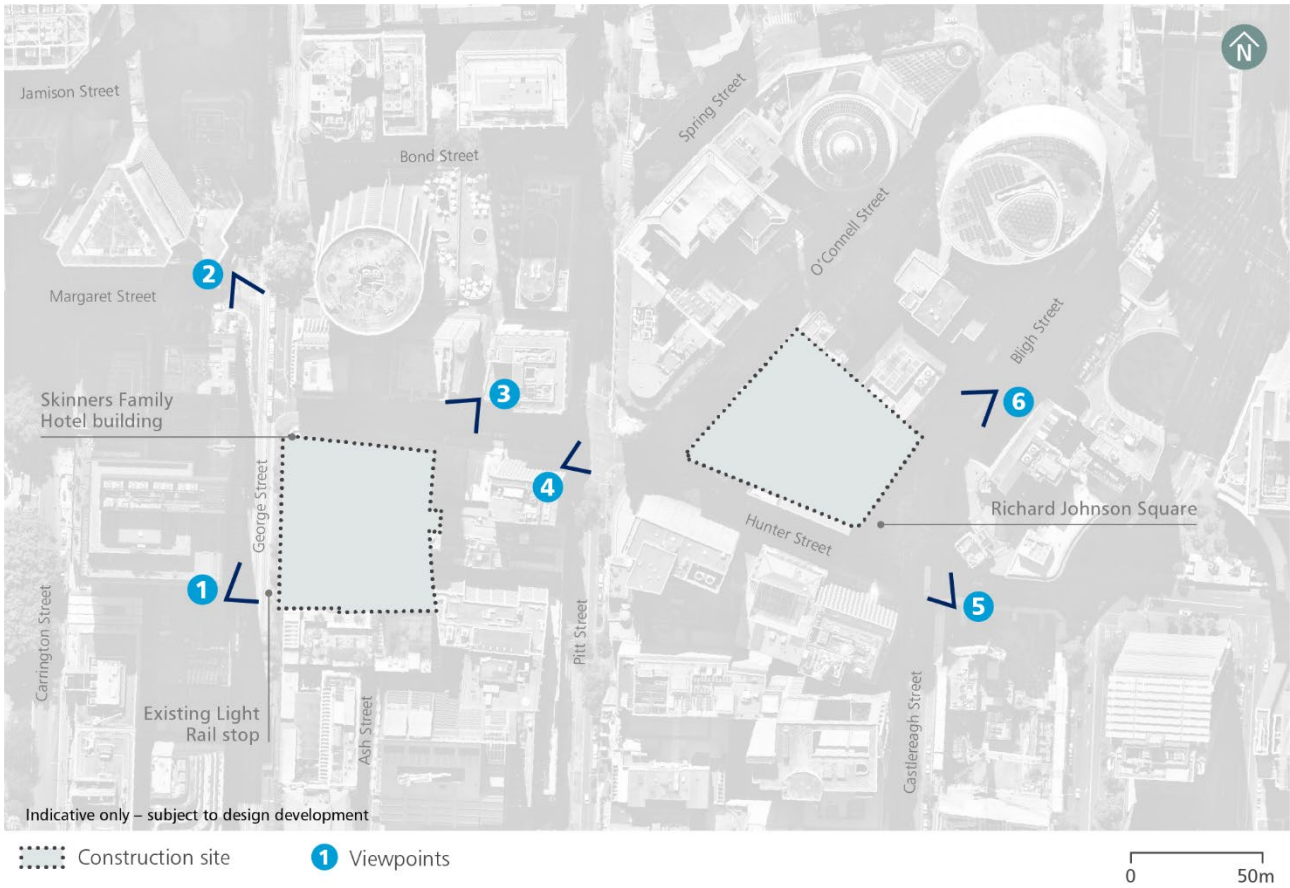 N
Jamison Street
Spring Street
Bond Street
O'Connell Street
2
Margaret Street
Bligh Street
3
6
Skinners Family
Hotel building
4
George Street
Richard Johnson Square
Hunter Street
1
5
Carrington Street
Pitt Street
Existing Light
Rail stop
Ash Street
Castlereagh Street
Indicative only – subject to design development
Construction site
1 Viewpoints
0 50m